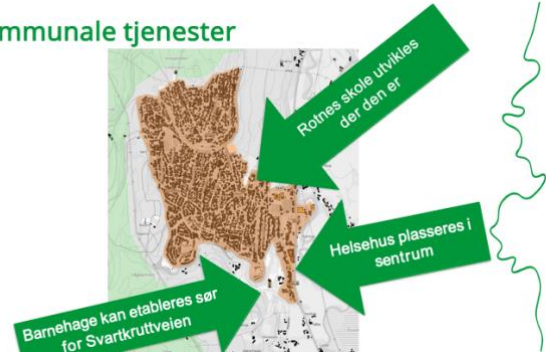 mmunale tjenester
Rotnes skole utvikles
der den er
Helsehus plasseres i
sentrum
Barnehage kan etableres sør
for Svartkruttveien